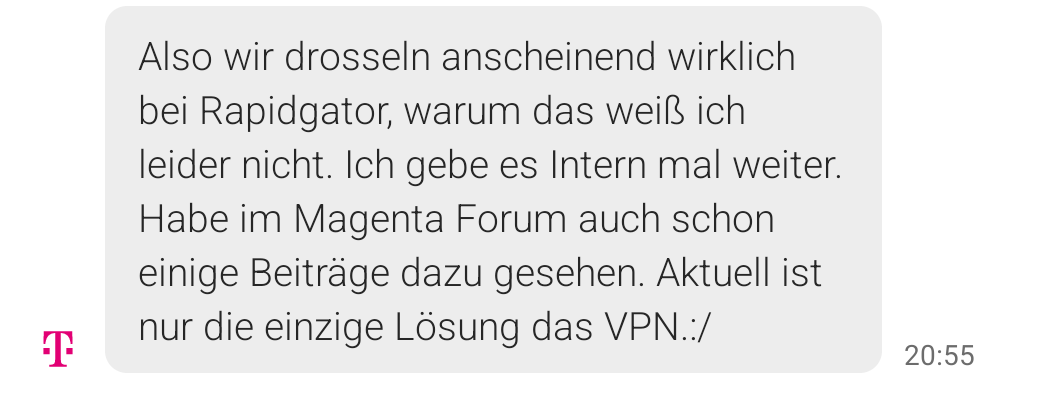 Also wir drosseln anscheinend wirklich
bei Rapidgator, warum das weiß ich
leider nicht. Ich gebe es Intern mal weiter.
Habe im Magenta Forum auch schon
einige Beiträge dazu gesehen. Aktuell ist
nur die einzige Lösung das VPN.:/
T
20:55